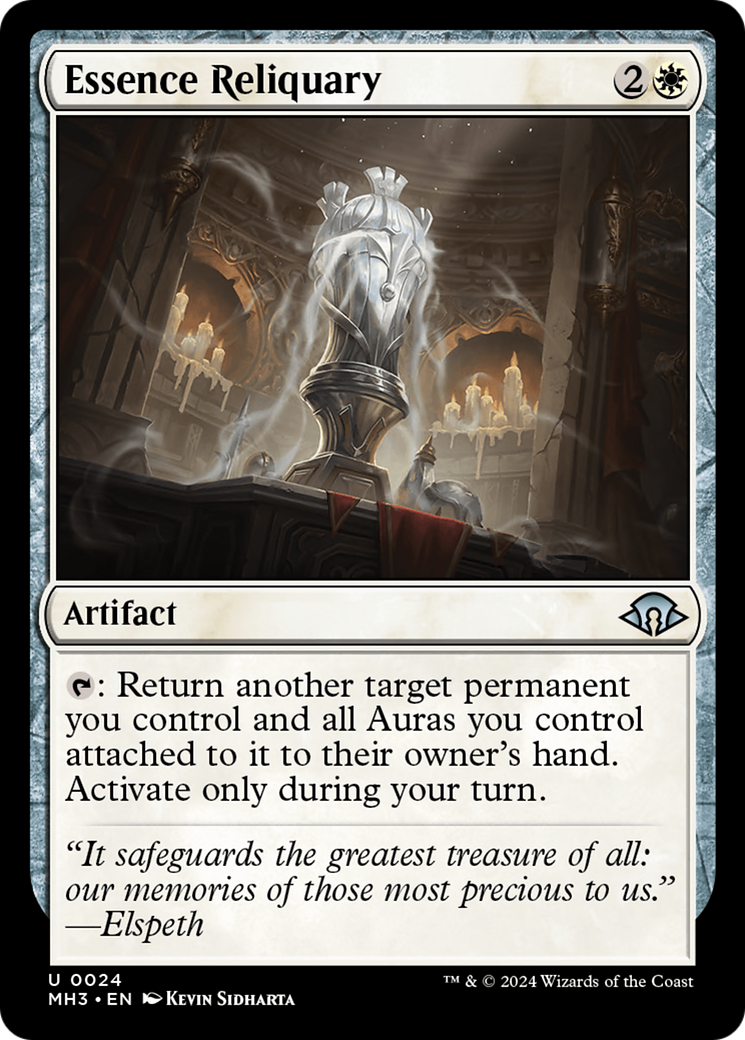 Essence Reliquary 2
Artifact
: Return another target permanent
you control and all Auras you control
attached to it to their owner's hand.
Activate only during your turn.
“It safeguards the greatest treasure of all:
our memories of those most precious to us.”
—Elspeth
U 0024
MH3 • EN Kevin Sidharta
™ & © 2024 Wizards of the Coast